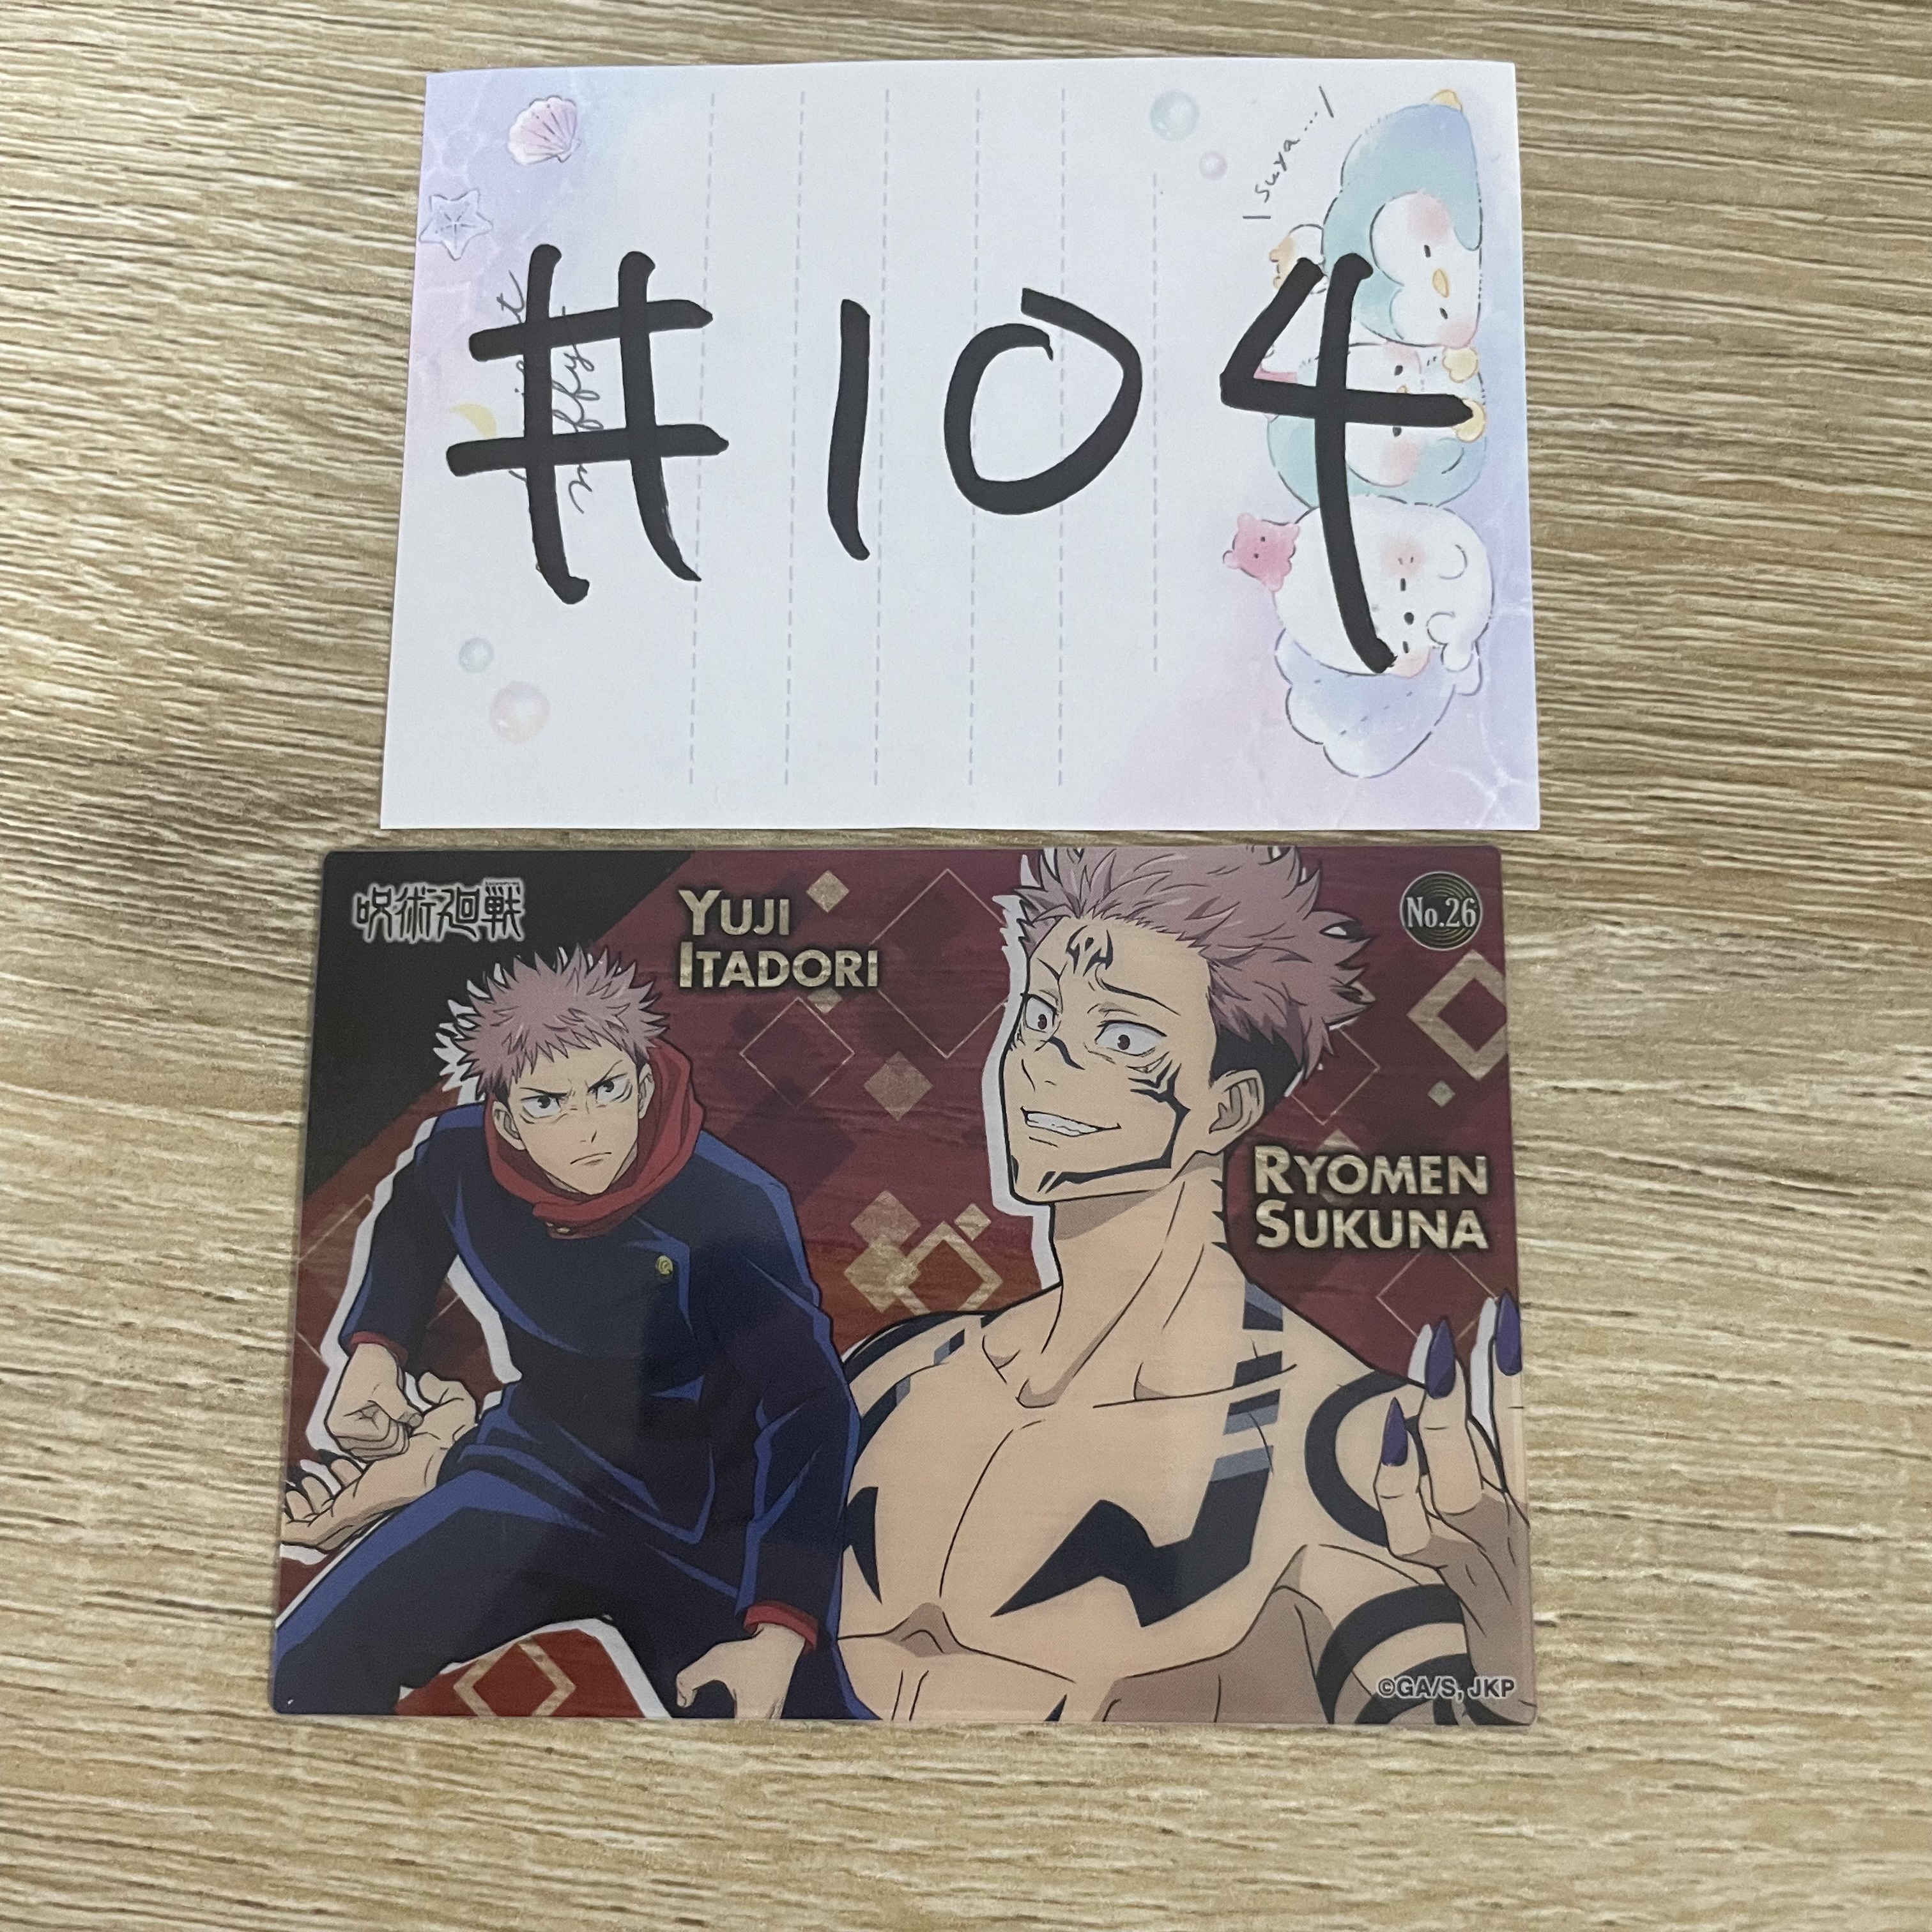 #104
\suya..../
呪術廻戦
YUJI
ITADORI
No.26
RYOMEN
SUKUNA
©GA/S, JKP